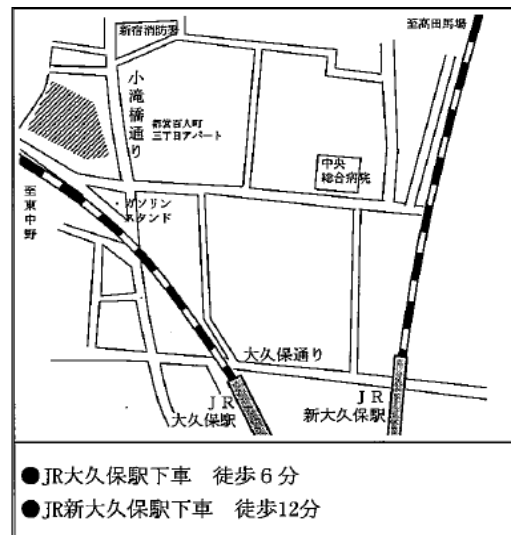 新宿消防署
至高田馬場
小滝橋通り
都営百人町
三丁目アパート
中央
総合病院
至東中野
ガソリン
スタンド
大久保通り
JR
大久保駅
JR
新大久保駅
●JR大久保駅下車 徒歩6分
●JR新大久保駅下車 徒歩12分